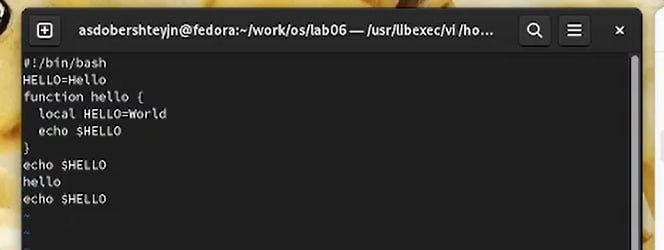 asdobershteyjn@fedora:~/work/os/lab06 — /usr/libexec/vi /ho...
#!/bin/bash
HELLO=Hello
function hello {
  local HELLO=World
  echo $HELLO
}
echo $HELLO
hello
echo $HELLO
~
~